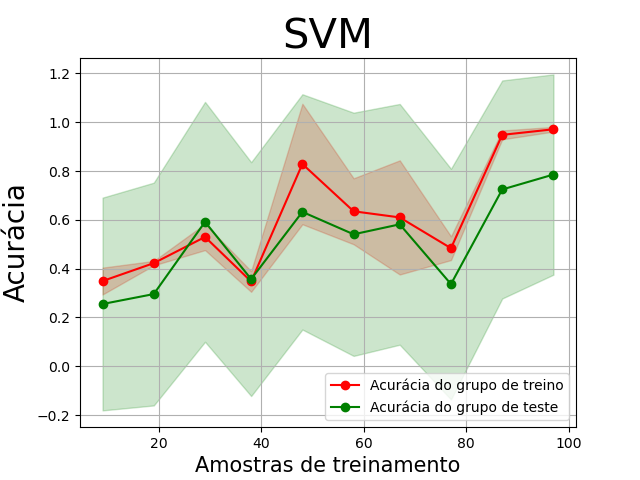 SVM
Acurácia
1.2
1.0
0.8
0.6
0.4
0.2
0.0
−0.2
Acurácia do grupo de treino
Acurácia do grupo de teste
20 40 60 80 100
Amostras de treinamento